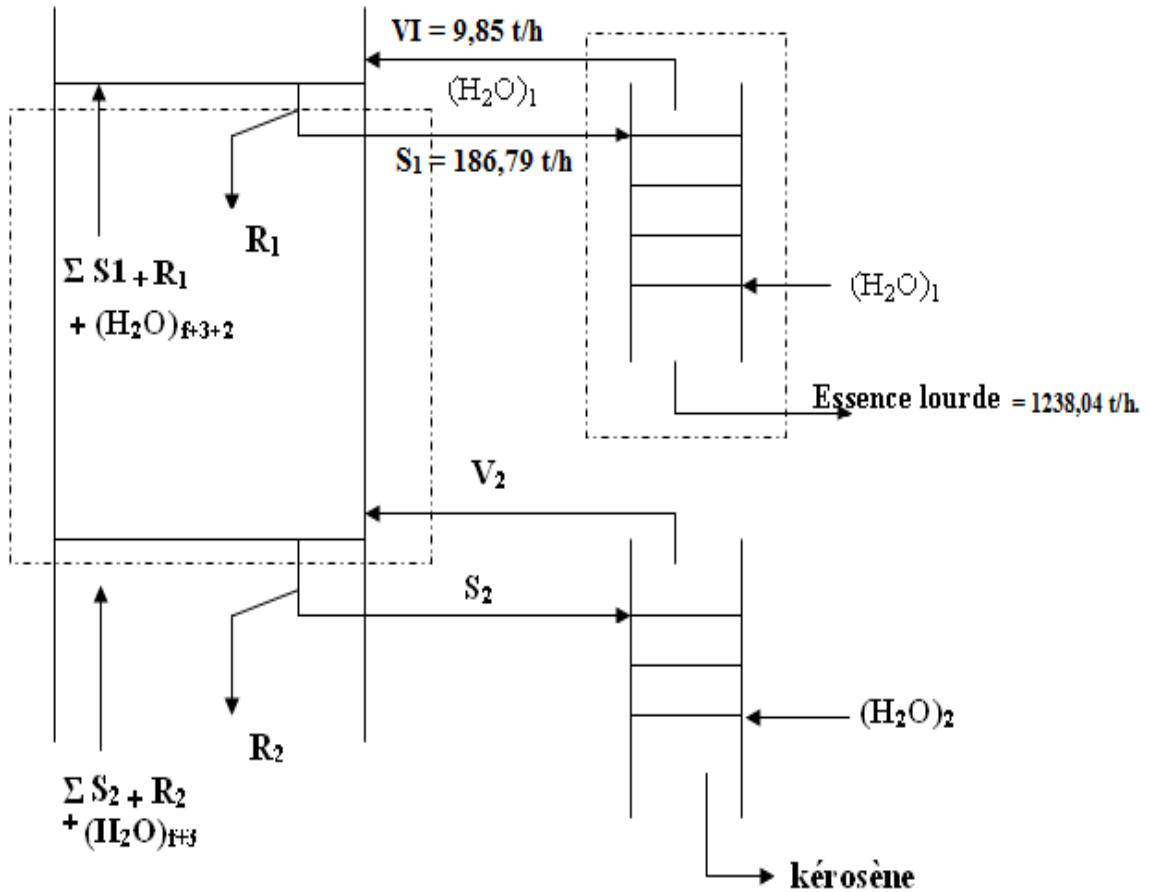 VI = 9,85 t/h
(H₂O)₁
S₁ = 186,79 t/h
R₁
Σ S1 + R₁
+ (H₂O)f+3+2
(H₂O)₁
Essence lourde = 1238,04 t/h.
V₂
S₂
R₂
(H₂O)₂
Σ S₂ + R₂
+ (H₂O)f+3
kérosène